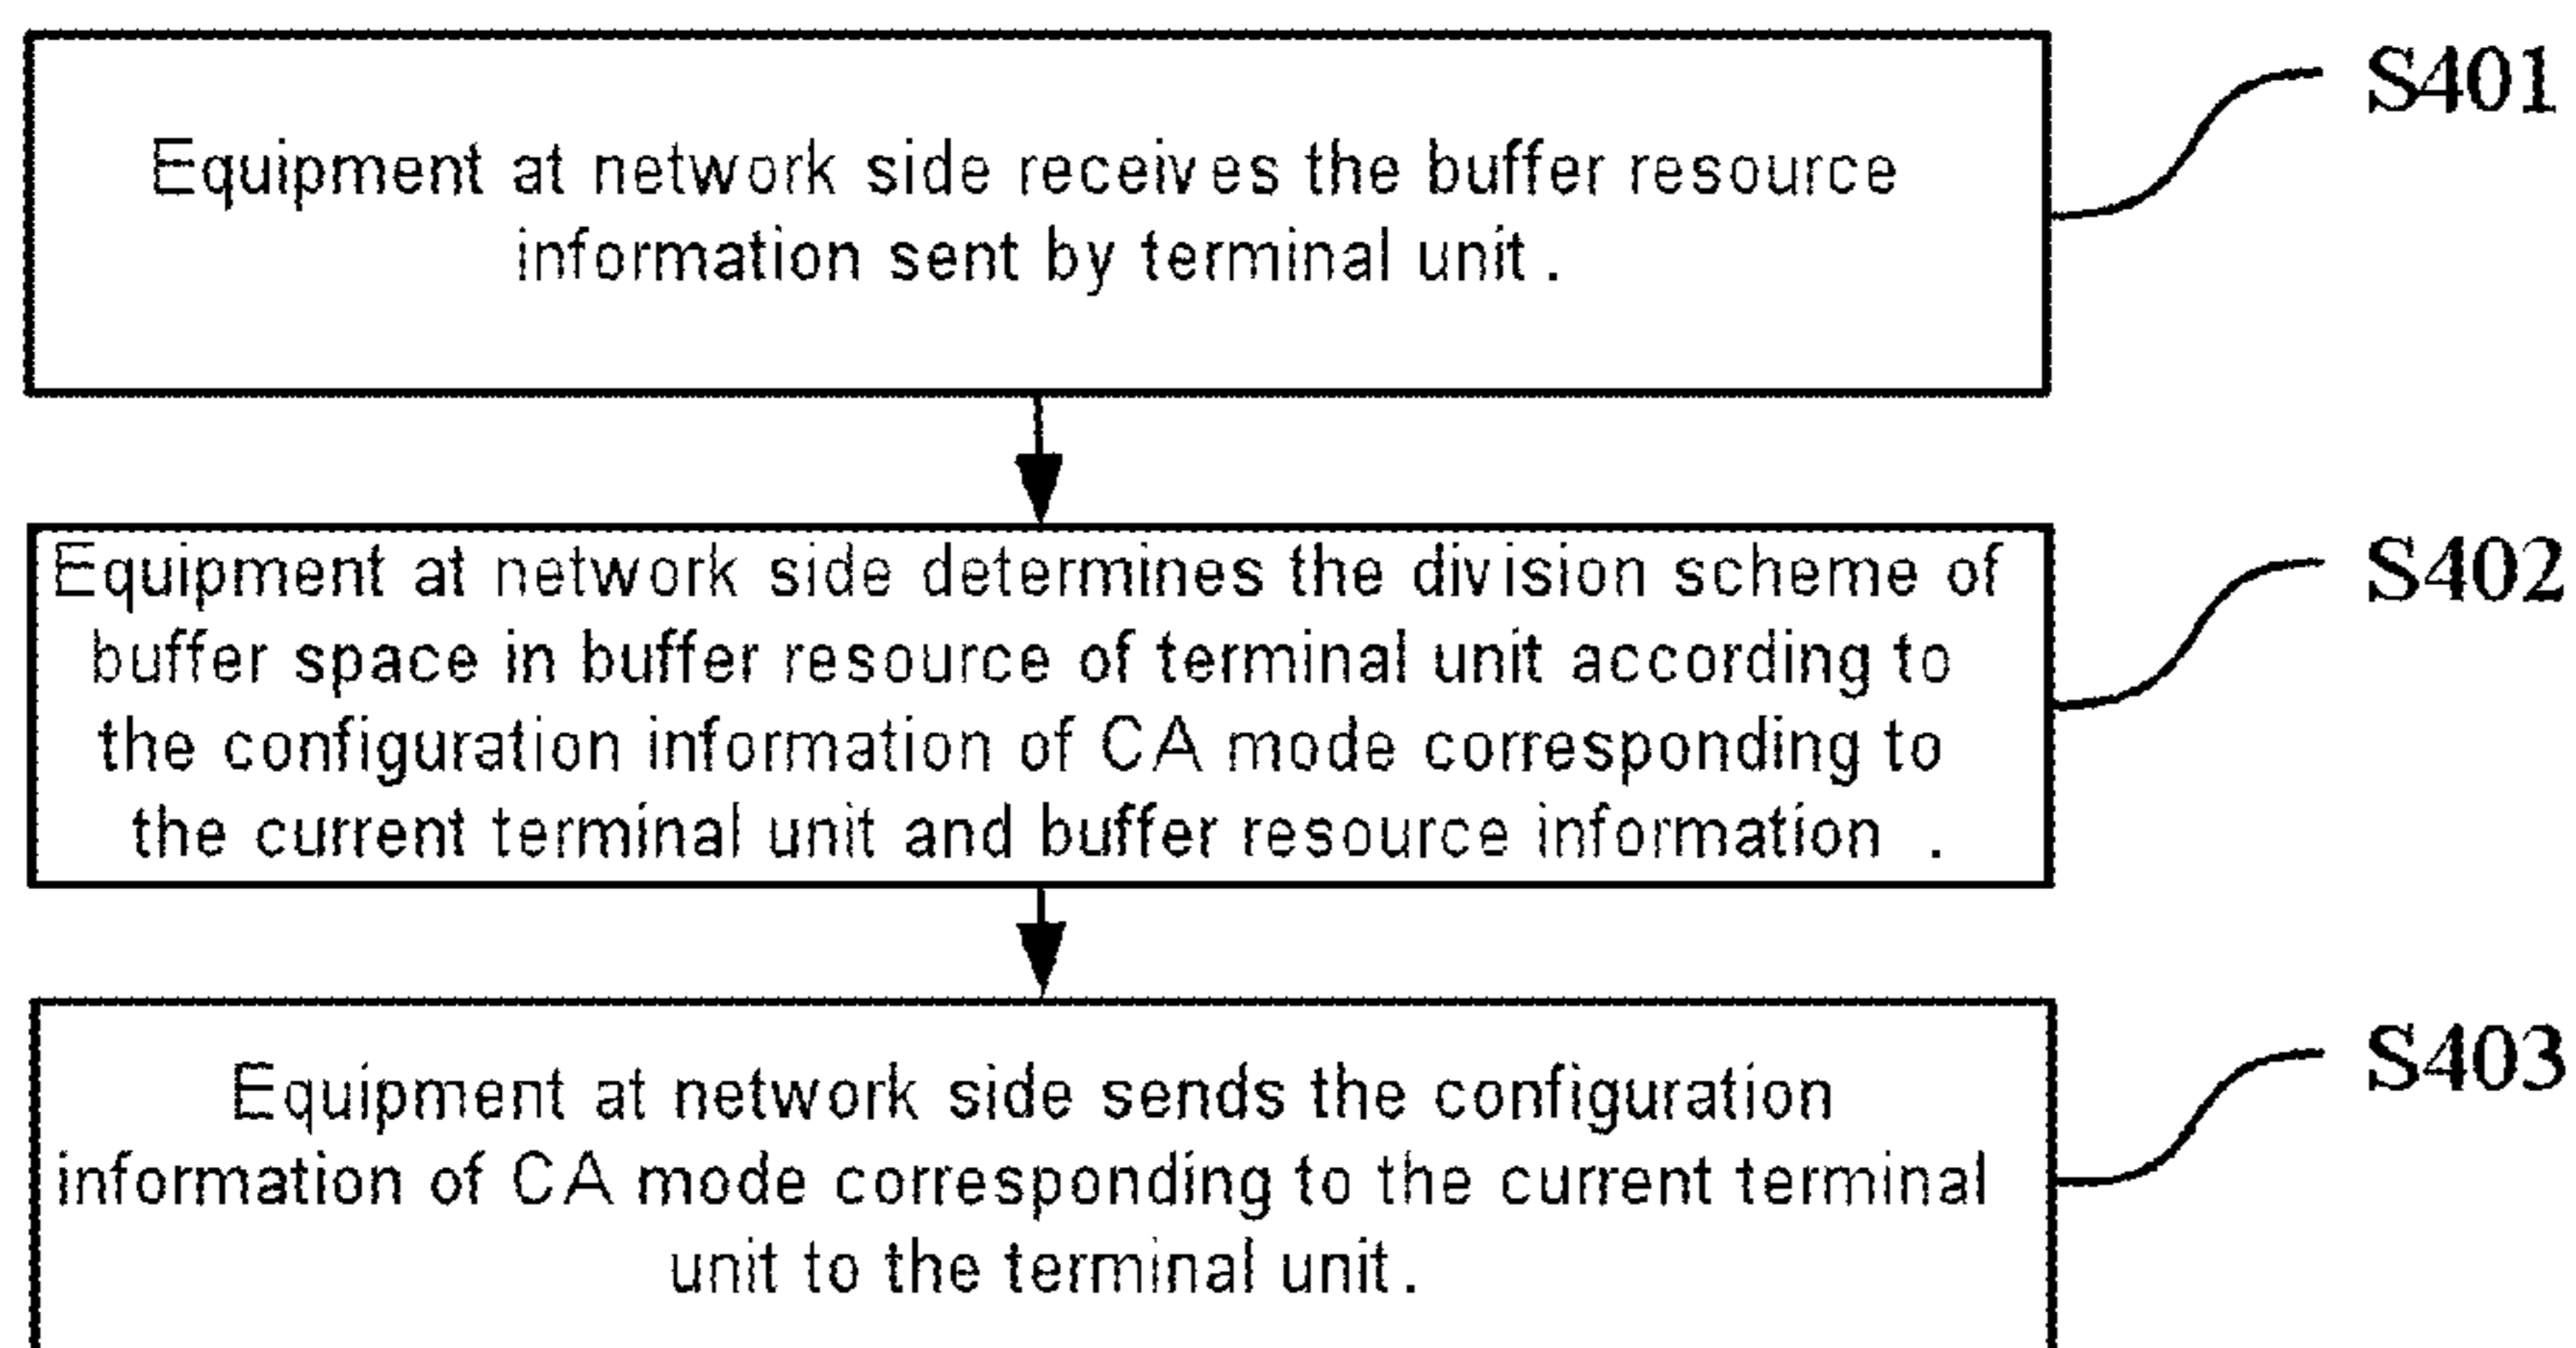 Equipment at network side receives the buffer resource
information sent by terminal unit.
S401
Equipment at network side determines the division scheme of
buffer space in buffer resource of terminal unit according to
the configuration information of CA mode corresponding to
the current terminal unit and buffer resource information .
S402
Equipment at network side sends the configuration
information of CA mode corresponding to the current terminal
unit to the terminal unit.
S403